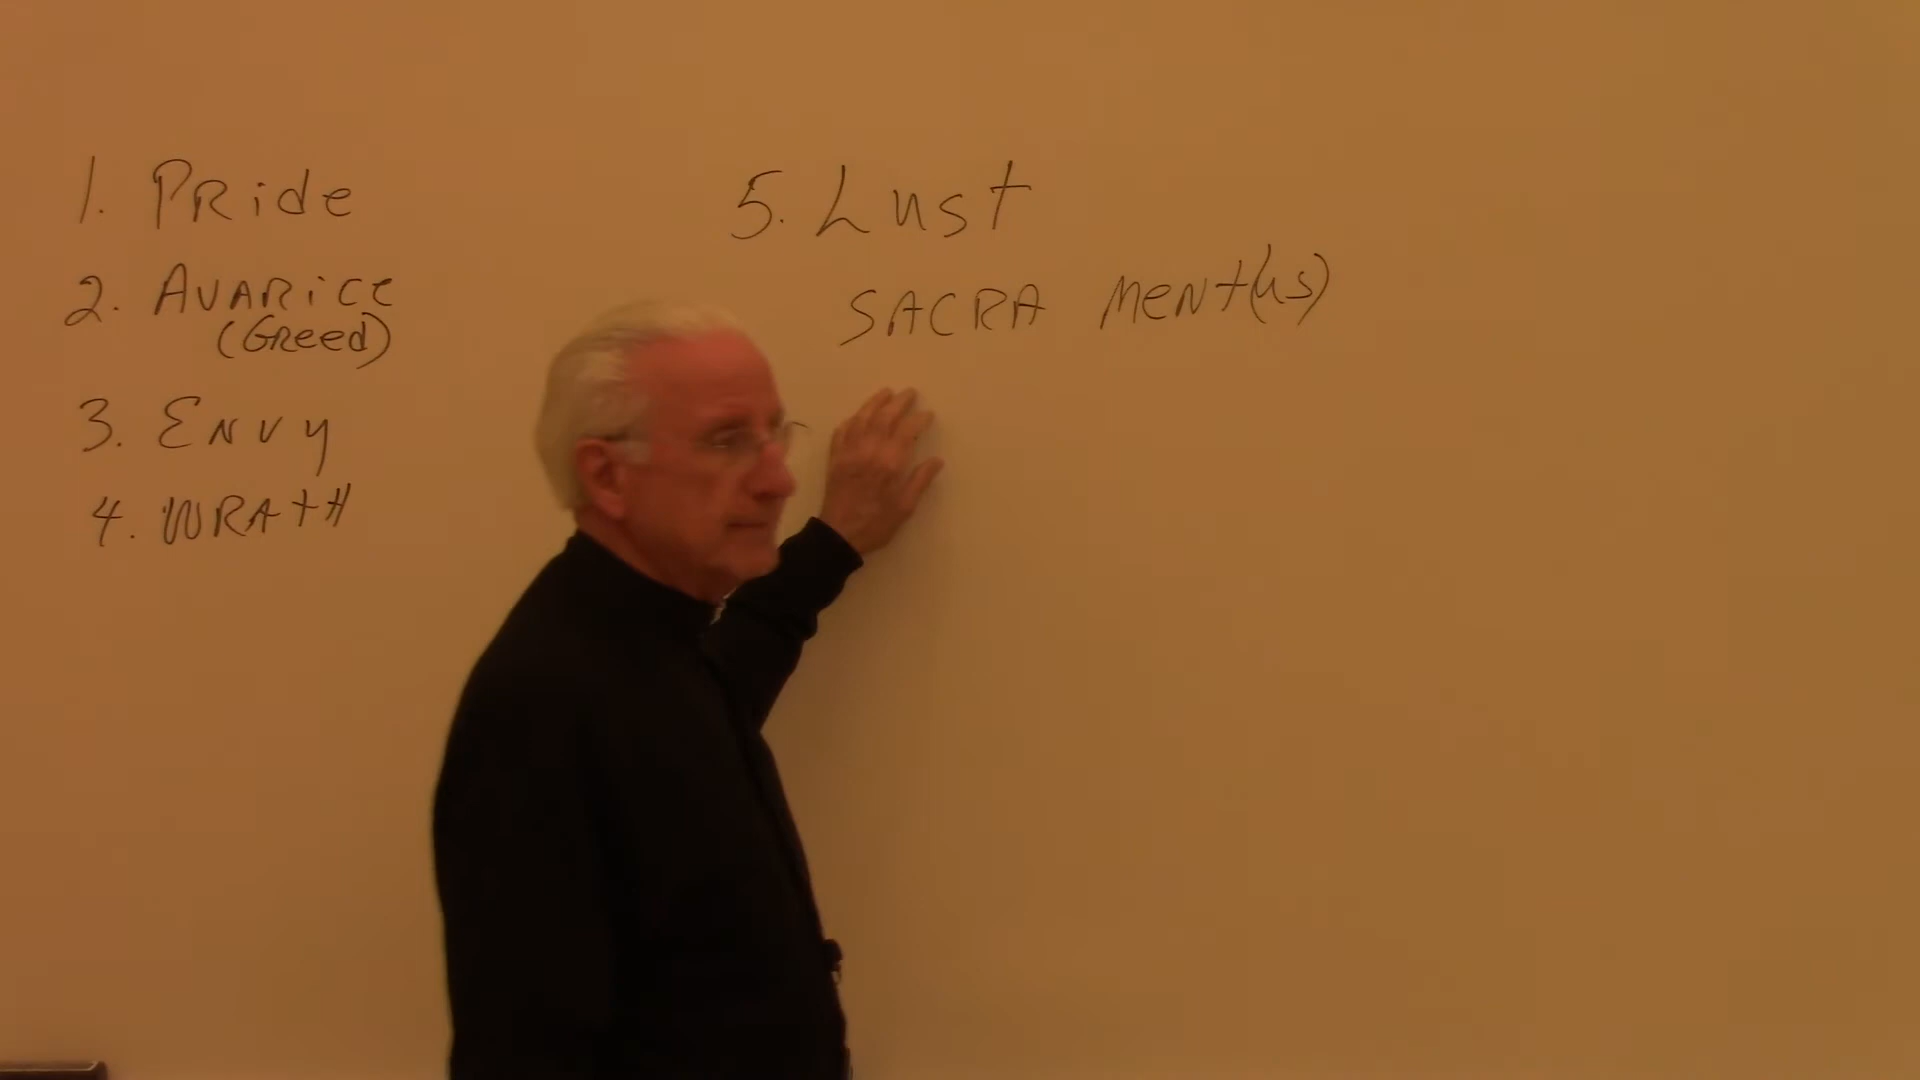 1. PRide
2. AVARiCE
(GReed)
3. ENVy
4. WRAtH
5. Lust
SACRA MENt(us)